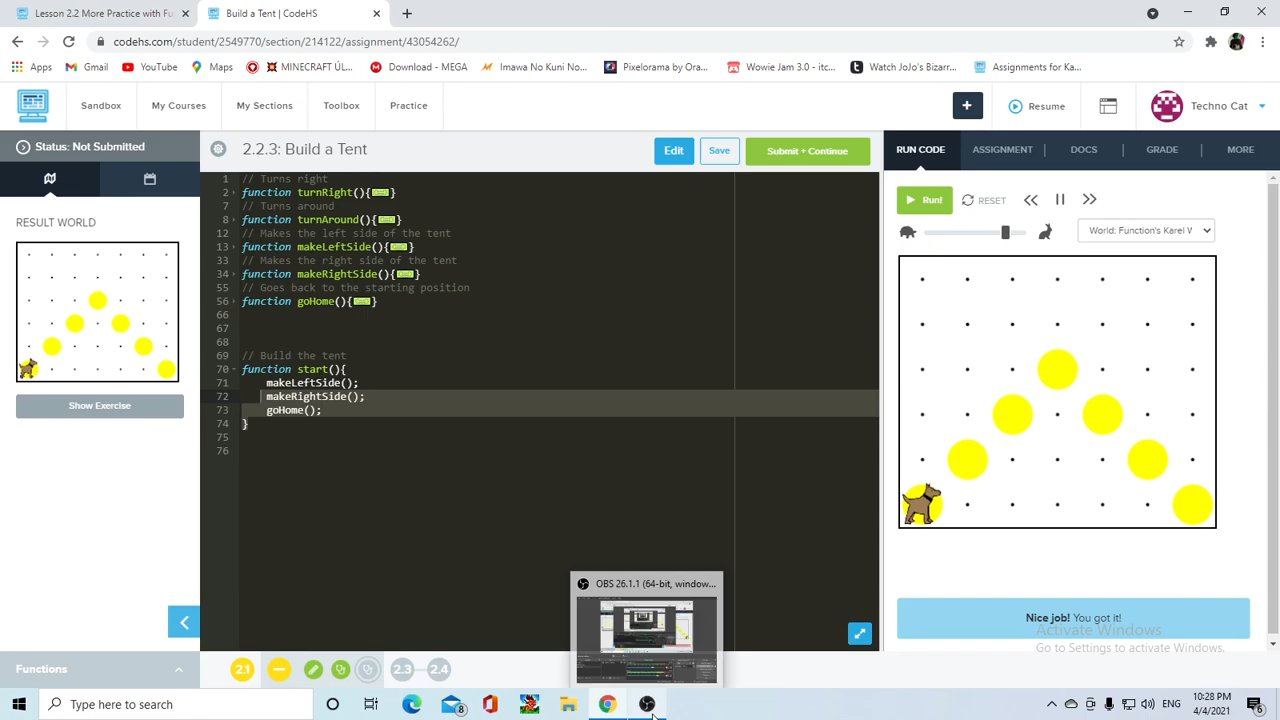 Lesson 2.2 More Practice with Fu
Build a Tent | CodeHS
codehs.com/student/2549770/section/214122/assignment/43054262/
Apps
Gmail
YouTube
Maps
MINECRAFT ÚL...
Download - MEGA
Imawa No Kuni No...
Pixelorama by Ora...
Wowie Jam 3.0 - itc...
Watch JoJo's Bizarr...
Assignments for Ka...
Sandbox
My Courses
My Sections
Toolbox
Practice
+
Resume
Techno Cat
Status: Not Submitted
2.2.3: Build a Tent
Edit
Save
Submit + Continue
RUN CODE
ASSIGNMENT
DOCS
GRADE
MORE
RESULT WORLD
Show Exercise
1 // Turns right
2 function turnRight(){}
7 // Turns around
8 function turnAround(){}
12 // Makes the left side of the tent
13 function makeLeftSide(){}
33 // Makes the right side of the tent
34 function makeRightSide(){}
55 // Goes back to the starting position
56 function goHome(){}
66
67
68
69 // Build the tent
70 function start(){
71 makeLeftSide();
72 makeRightSide();
73 goHome();
74 }
75
76
Run!
RESET
World: Function's Karel W
Nice job! You got it!
Activate Windows
Settings to activate Windows.
OBS 26.1.1 (64-bit, window...
Functions
21
Type here to search
8
ENG
10:28 PM
4/4/2021
6